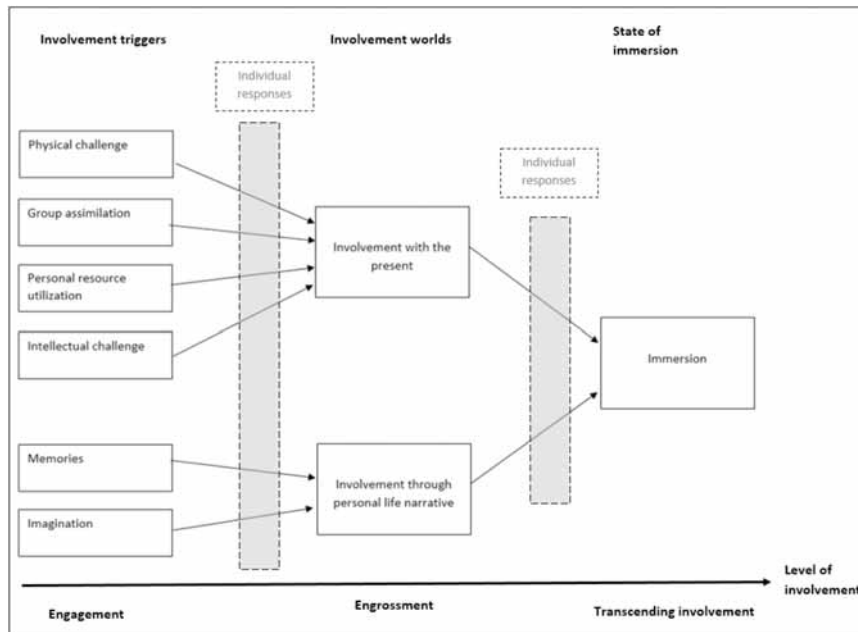 Involvement triggers
Involvement worlds
State of
immersion
Individual
responses
Individual
responses
Physical challenge
Group assimilation
Personal resource
utilization
Intellectual challenge
Memories
Imagination
Involvement with the
present
Involvement through
personal life narrative
Immersion
Level of
involvement
Engagement
Engrossment
Transcending involvement